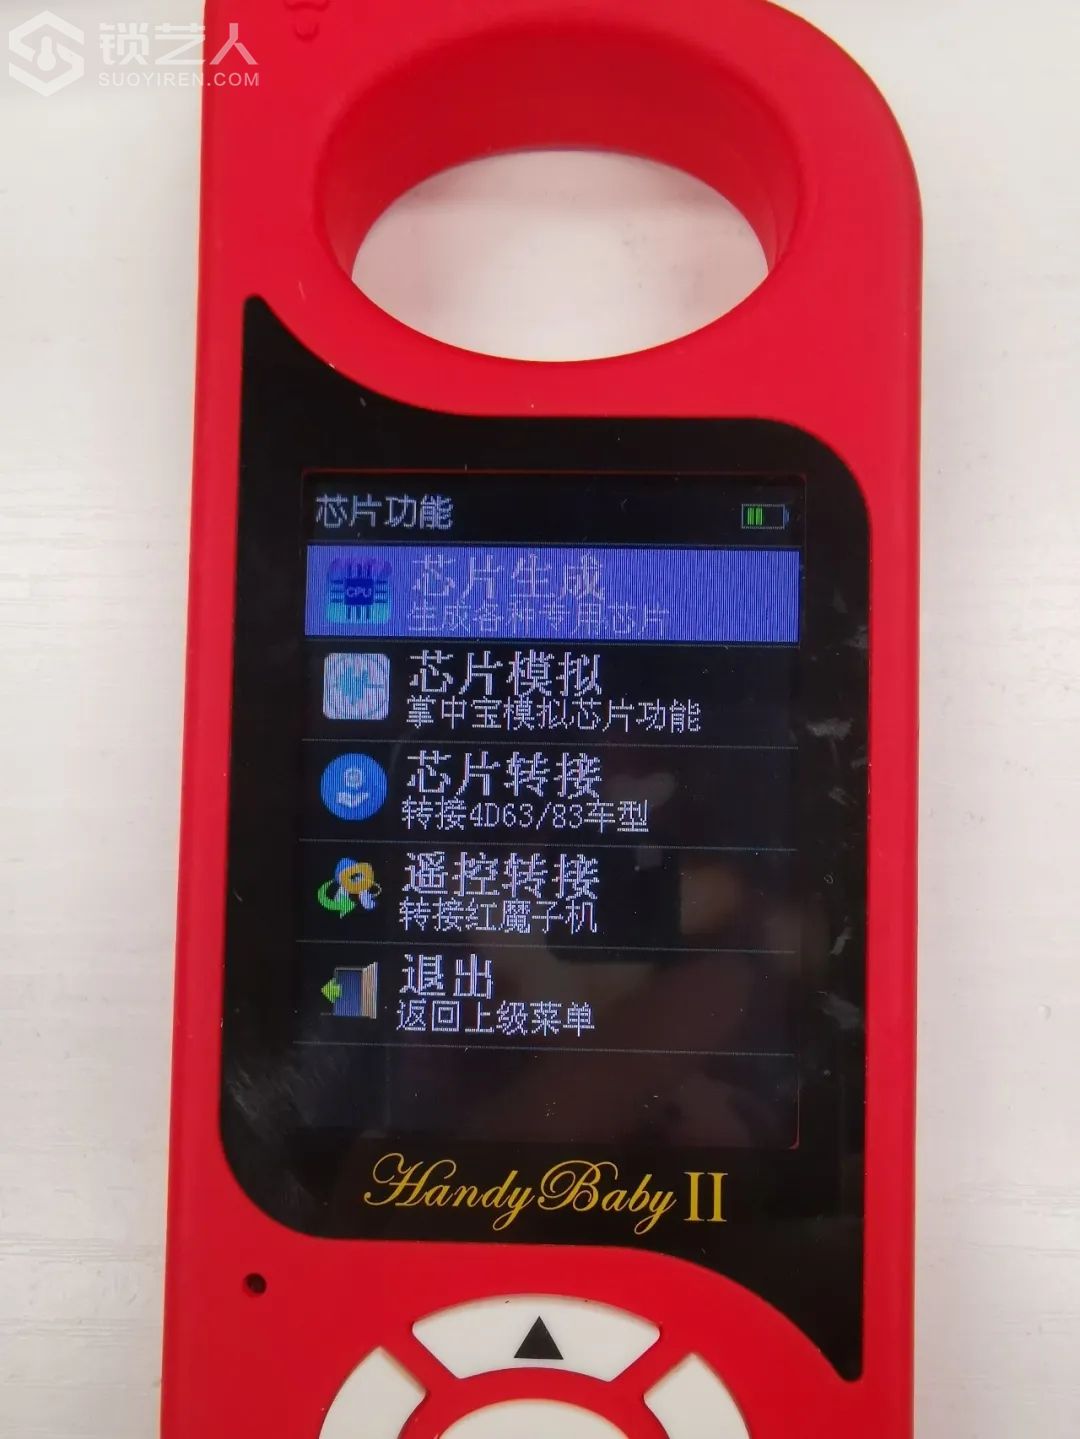 锁艺人
SUOYIREN.COM
芯片功能
CPU
芯片生成
生成各种专用芯片
芯片模拟
掌中宝模拟芯片功能
芯片转接
转接4D63/83车型
遥控转接
转接红魔子机
退出
返回上级菜单
Handy Baby II